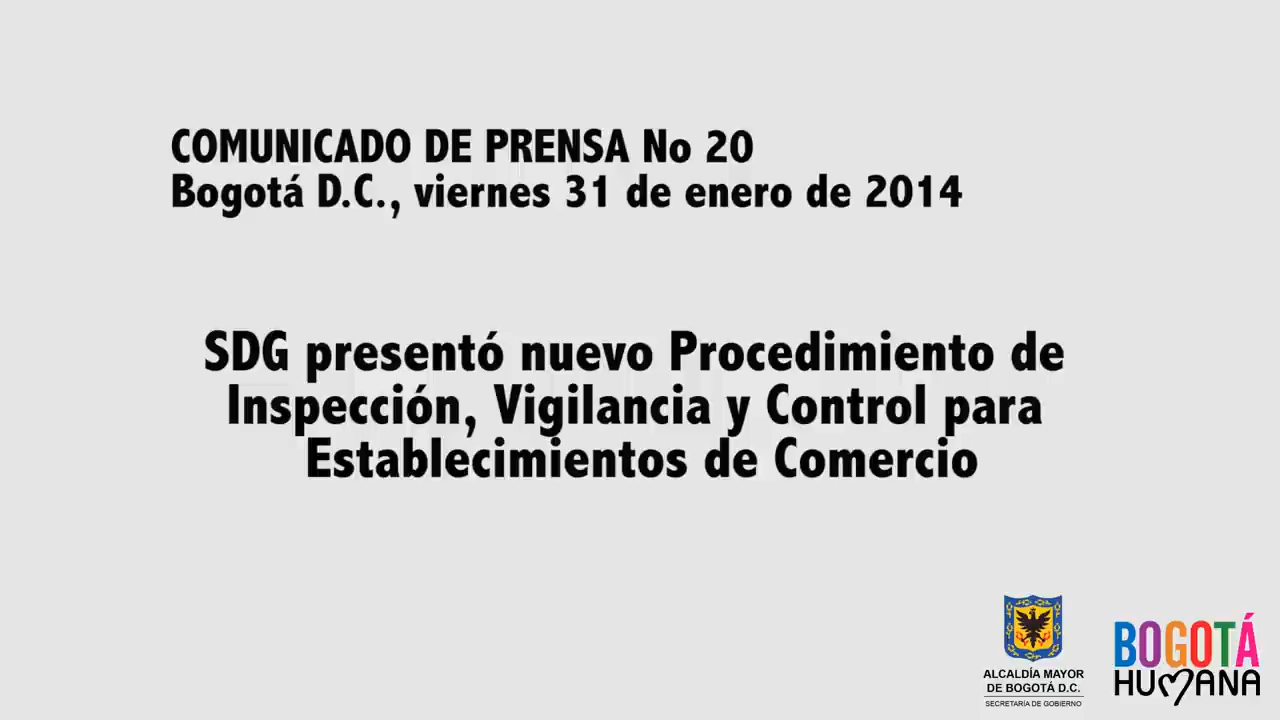 COMUNICADO DE PRENSA No 20
Bogotá D.C., viernes 31 de enero de 2014
SDG presentó nuevo Procedimiento de
Inspección, Vigilancia y Control para
Establecimientos de Comercio
ALCALDÍA MAYOR
DE BOGOTÁ D.C.
SECRETARÍA DE GOBIERNO
BOGOTÁ
HUMANA